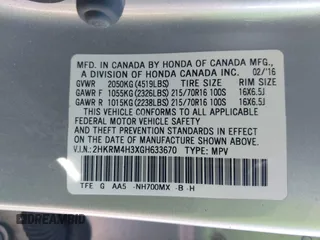 MFD. IN CANADA BY HONDA OF CANADA MFG.,
A DIVISION OF HONDA CANADA INC. 02/16
GVWR 2050KG (4519LBS) TIRE SIZE RIM SIZE
GAWR F 1055KG (2326LBS) 215/70R16 100S 16X6.5J
GAWR R 1015KG (2238LBS) 215/70R16 100S 16X6.5J
THIS VEHICLE CONFORMS TO ALL APPLICABLE
FEDERAL MOTOR VEHICLE SAFETY AND
THEFT PREVENTION STANDARDS IN EFFECT ON
THE DATE OF MANUFACTURE SHOWN ABOVE.
V.I.N.: 2HKRM4H3XGH633670 TYPE: MPV
TFE G AA5 -NH700MX -B -H
DREAMBID